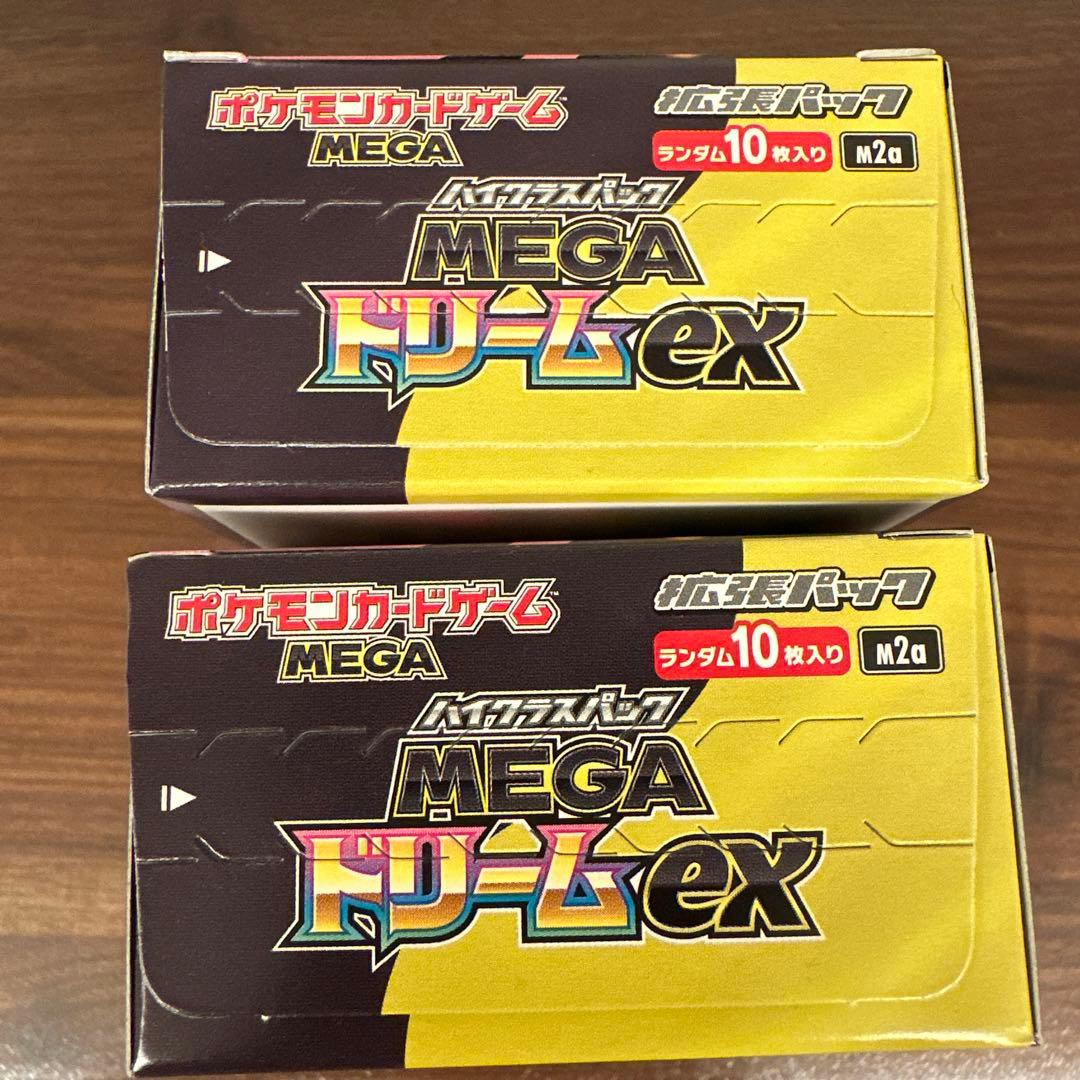 ポケモンカードゲーム™
MEGA
拡張パック
ランダム10枚入り M2a
ハイクラスパック
MEGA
ドリームex
ポケモンカードゲーム™
MEGA
拡張パック
ランダム10枚入り M2a
ハイクラスパック
MEGA
ドリームex